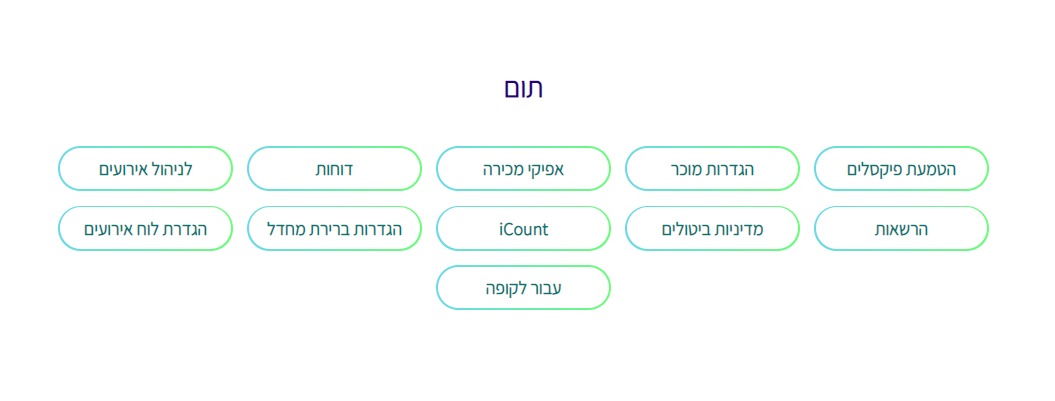 תום
הטמעת פיקסלים
הגדרות מוכר
אפיקי מכירה
דוחות
לניהול אירועים
הרשאות
מדיניות ביטולים
iCount
הגדרות ברירת מחדל
הגדרת לוח אירועים
עבור לקופה